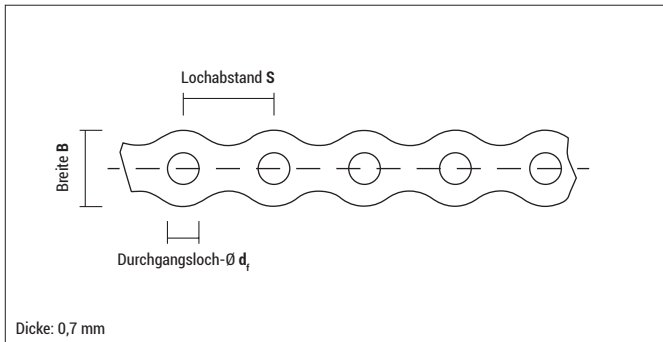 Lochabstand S
Breite B
Durchgangsloch-Ø df
Dicke: 0,7 mm